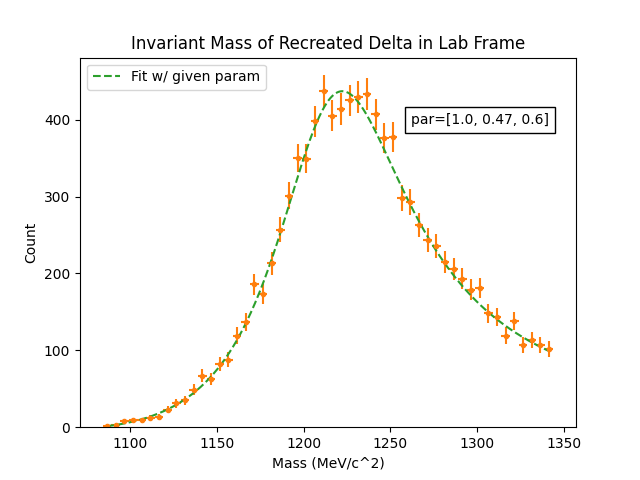 Invariant Mass of Recreated Delta in Lab Frame
Fit w/ given param
par=[1.0, 0.47, 0.6]
400
300
200
100
0
Count
1100 1150 1200 1250 1300 1350
Mass (MeV/c^2)